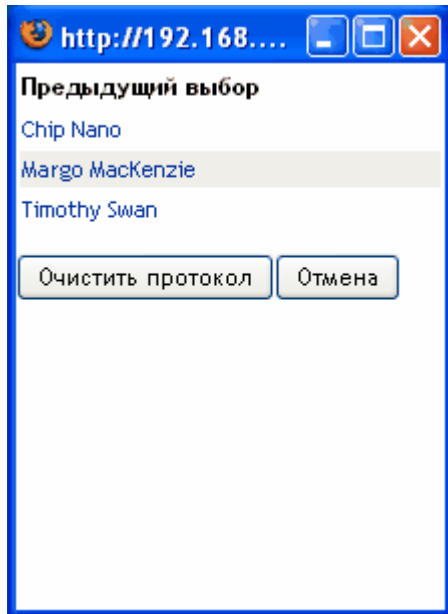 http://192.168....
Предыдущий выбор
Chip Nano
Margo MacKenzie
Timothy Swan
Очистить протокол Отмена